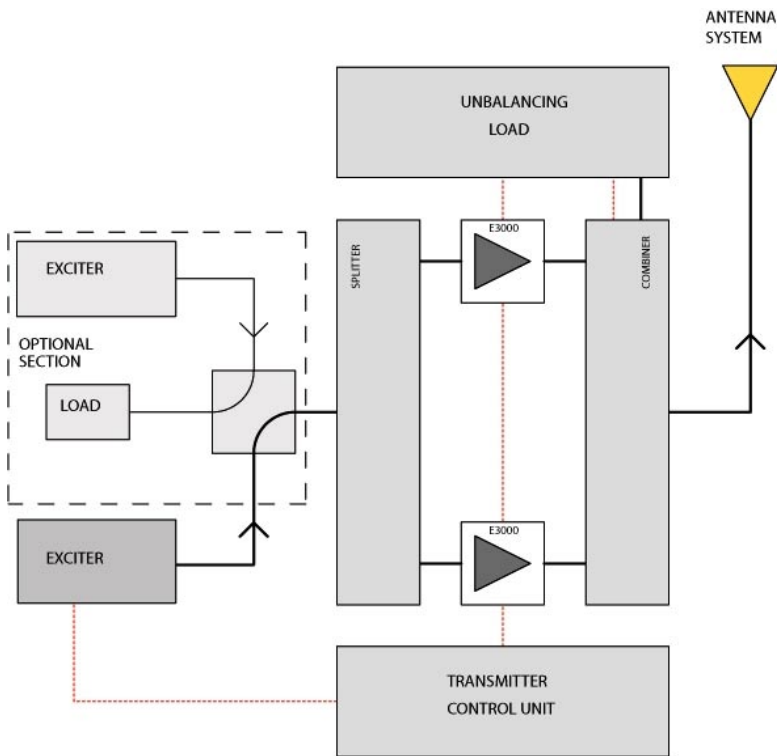 ANTENNA
SYSTEM
UNBALANCING
LOAD
E3000
SPLITTER
COMBINER
EXCITER
OPTIONAL
SECTION
LOAD
E3000
EXCITER
TRANSMITTER
CONTROL UNIT